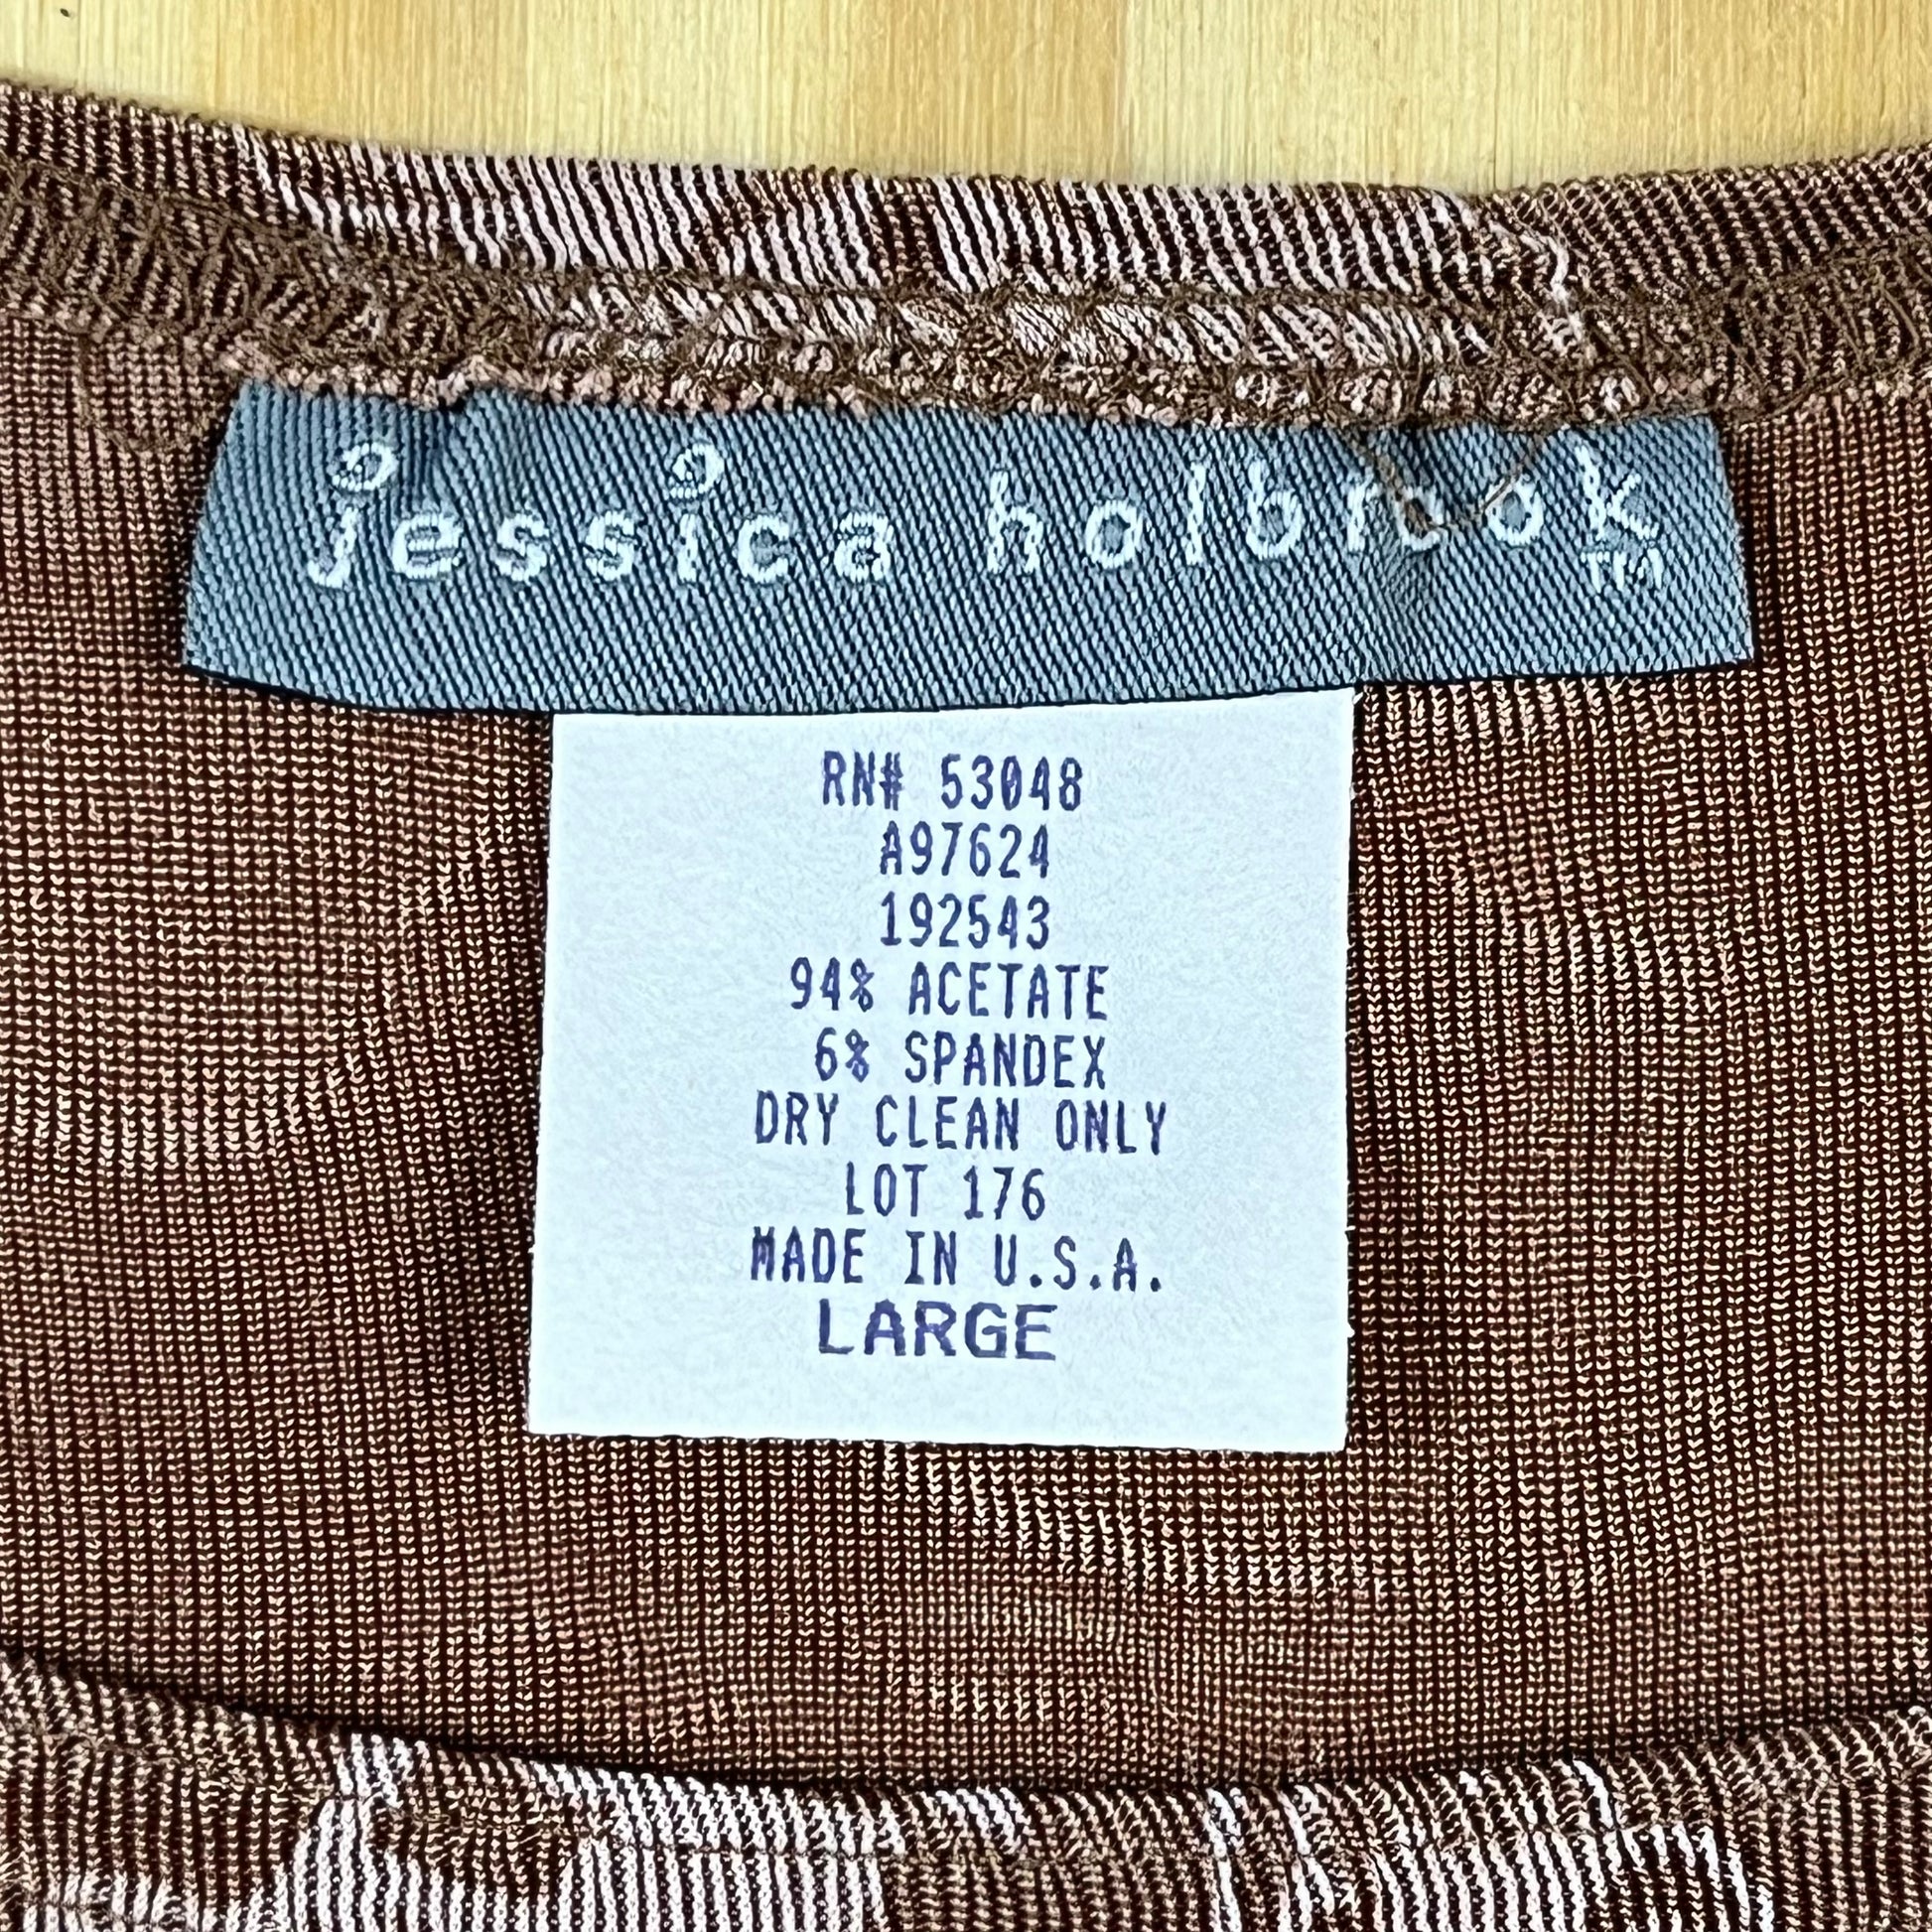 jessica holbrook
TM
RN# 53048
A97624
192543
94% ACETATE
6% SPANDEX
DRY CLEAN ONLY
LOT 176
MADE IN U.S.A.
LARGE